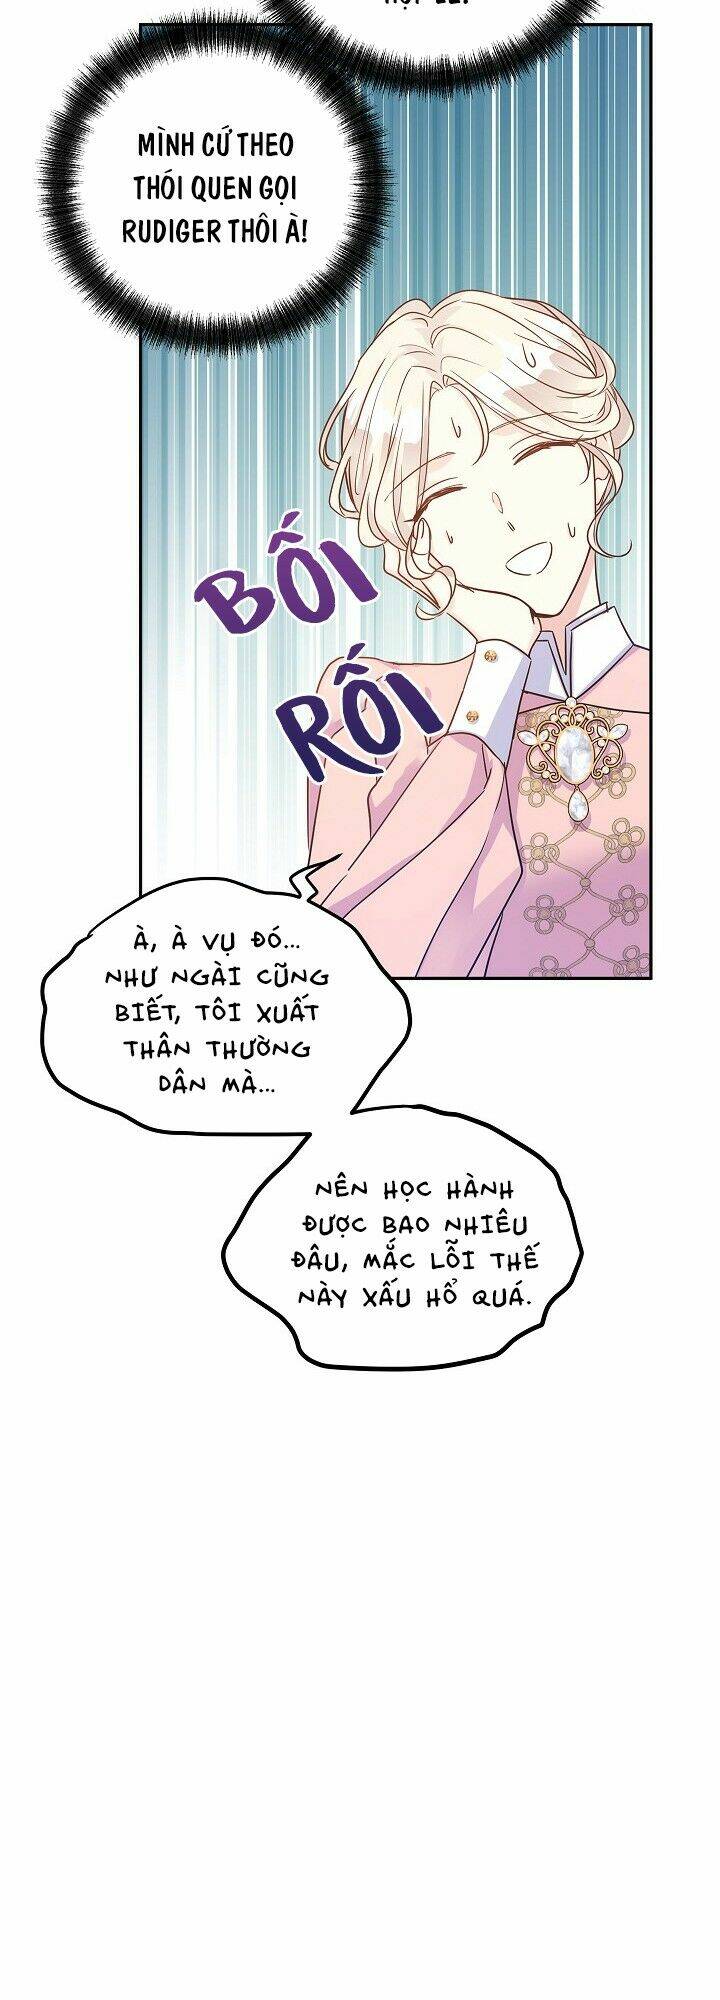 MÌNH CỨ THEO
THÓI QUEN GỌI
RUDIGER THÔI À!
BỐI
RỐI
À, À VỤ ĐÓ...
NHƯ NGÀI CŨNG
BIẾT, TÔI XUẤT
THÂN THƯỜNG
DÂN MÀ...
NÊN HỌC HÀNH
ĐƯỢC BAO NHIÊU
ĐÂU, MẮC LỖI THẾ
NÀY XẤU HỔ QUÁ.